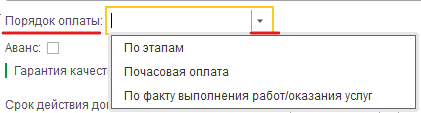 Порядок оплаты:
По этапам
Аванс:
Почасовая оплата
Гарантия качест
По факту выполнения работ/оказания услуг
Срок действия до